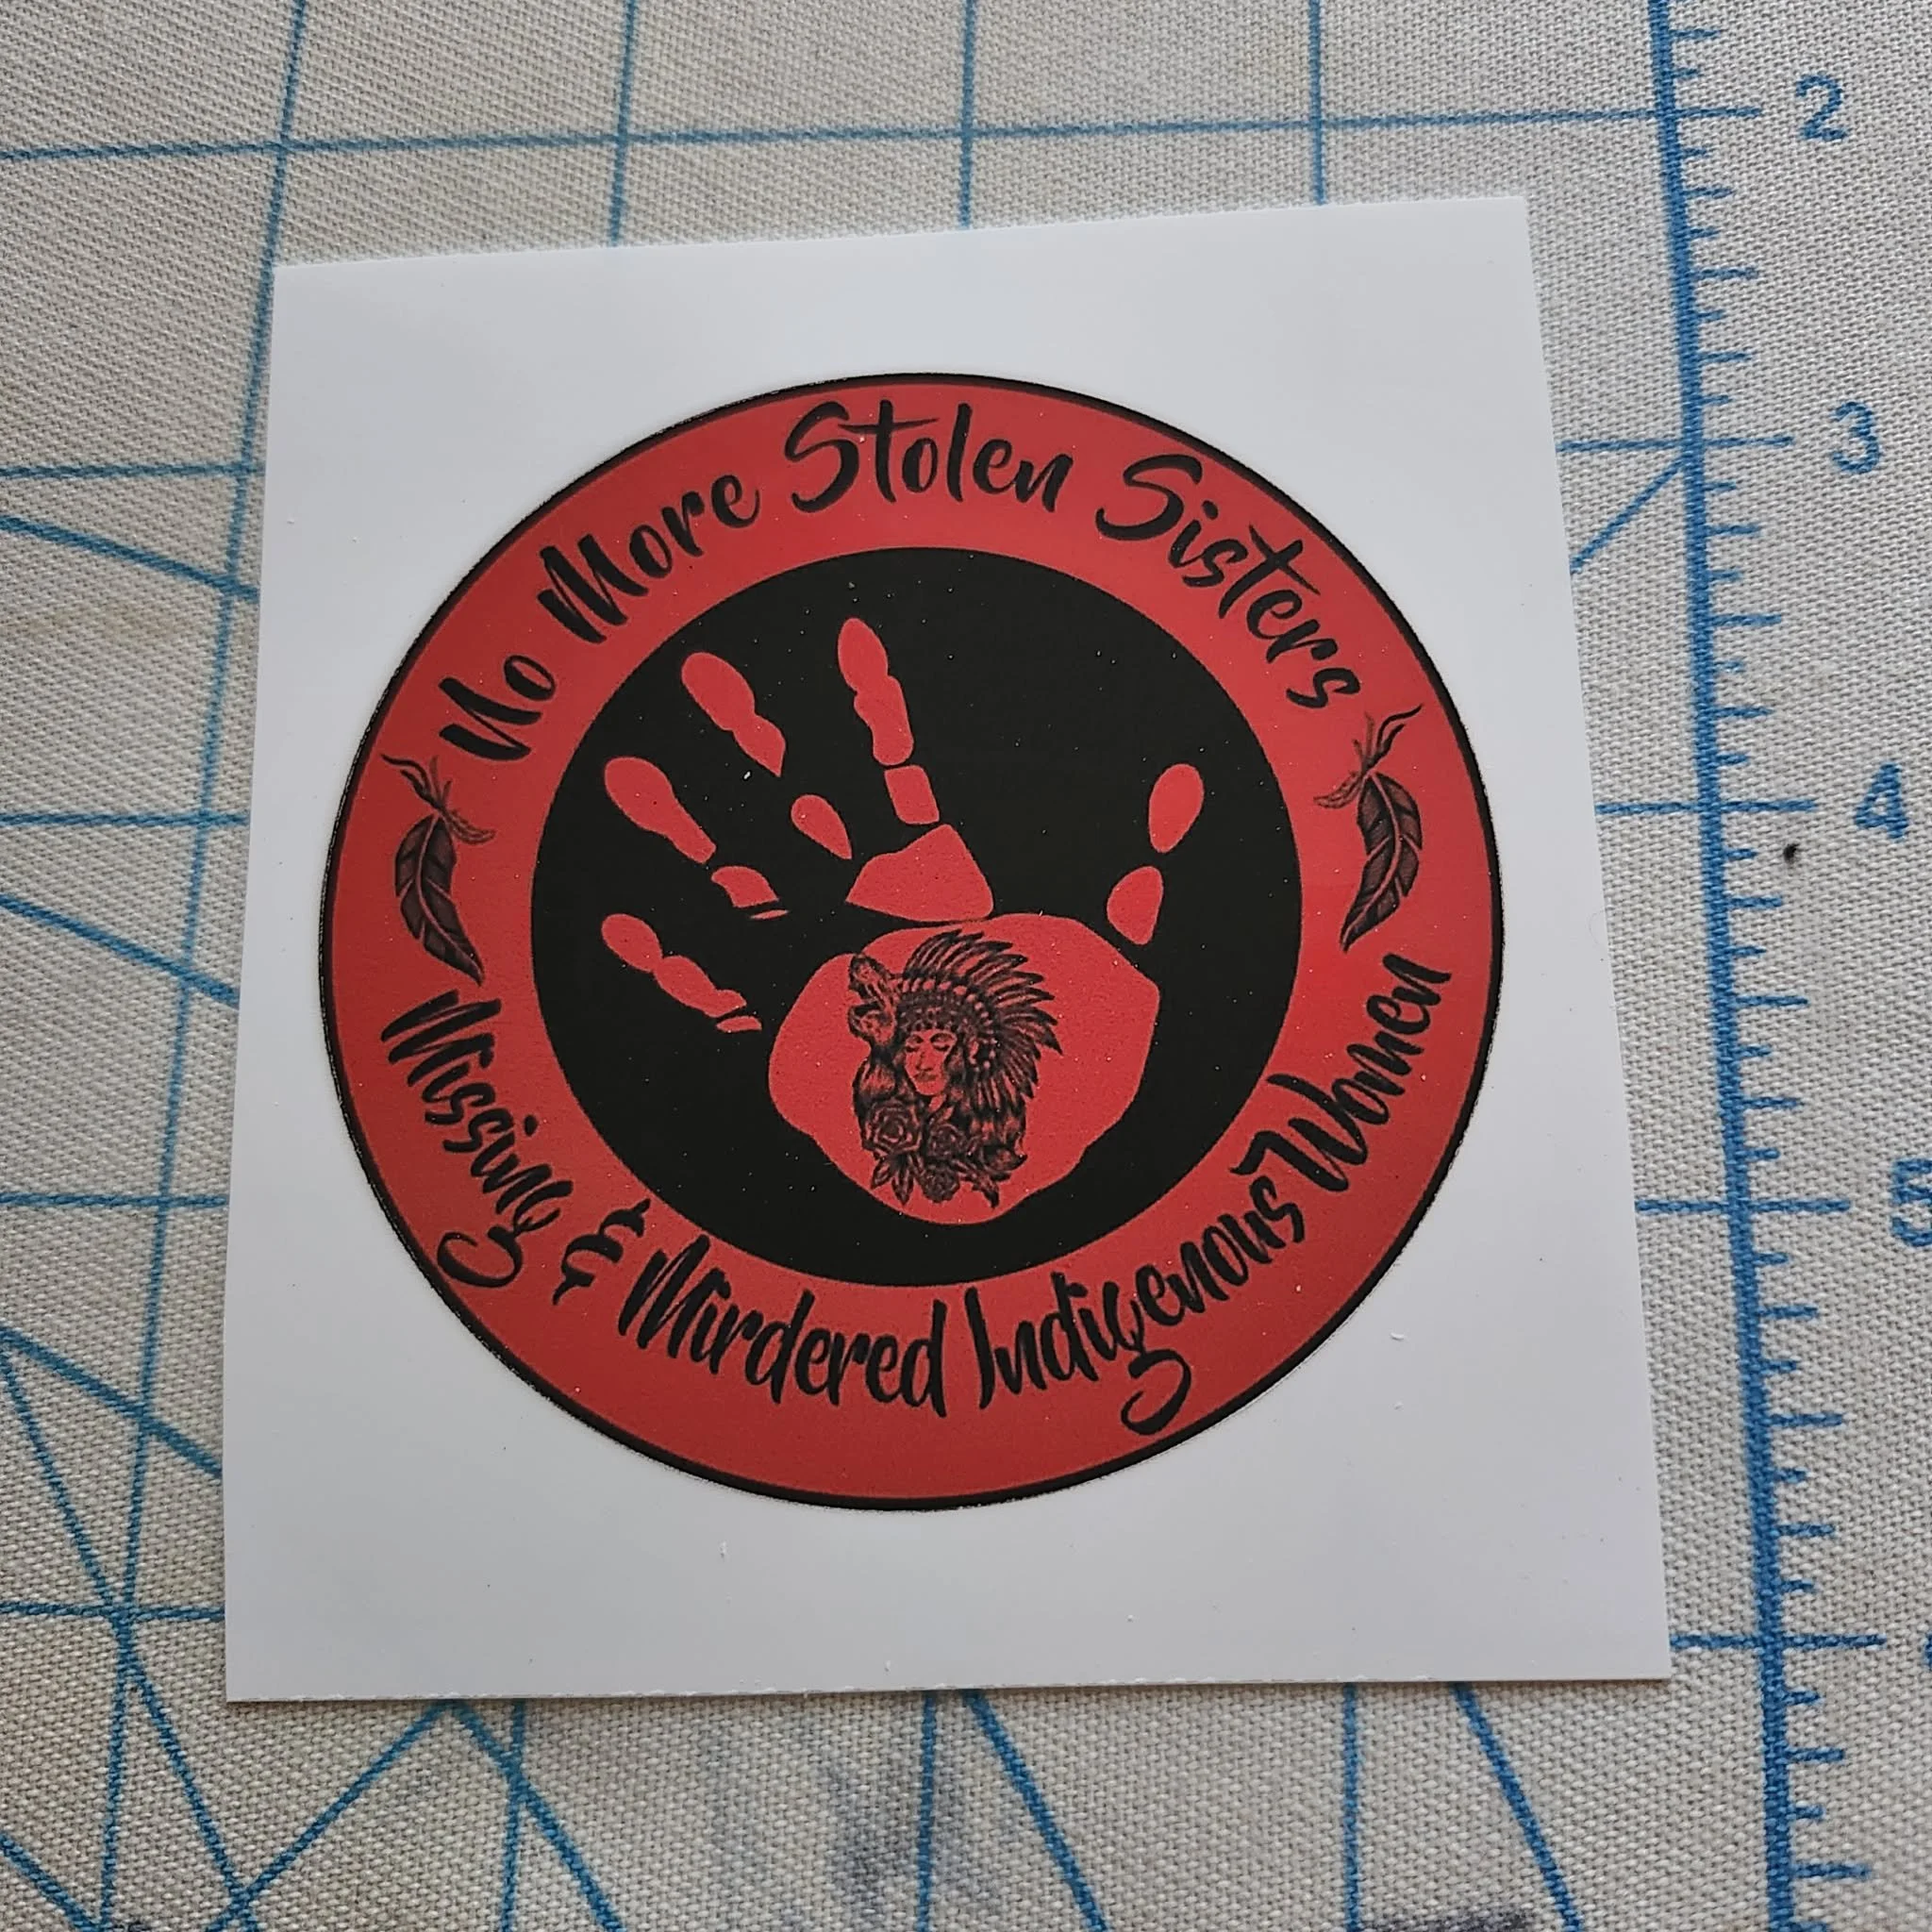 No More Stolen Sisters
Missing & Murdered Indigenous Women
2
3
4
5